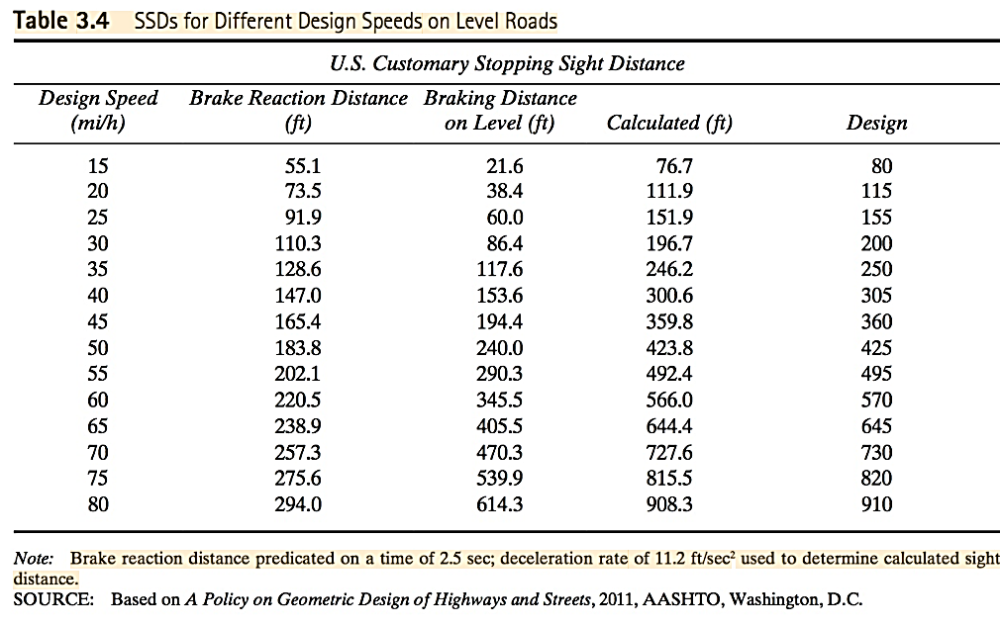 Table 3.4 SSDs for Different Design Speeds on Level Roads
U.S. Customary Stopping Sight Distance
Design Speed Brake Reaction Distance Braking Distance
(mi/h) (ft) on Level (ft) Calculated (ft) Design
15 55.1 21.6 76.7 80
20 73.5 38.4 111.9 115
25 91.9 60.0 151.9 155
30 110.3 86.4 196.7 200
35 128.6 117.6 246.2 250
40 147.0 153.6 300.6 305
45 165.4 194.4 359.8 360
50 183.8 240.0 423.8 425
55 202.1 290.3 492.4 495
60 220.5 345.5 566.0 570
65 238.9 405.5 644.4 645
70 257.3 470.3 727.6 730
75 275.6 539.9 815.5 820
80 294.0 614.3 908.3 910
Note: Brake reaction distance predicated on a time of 2.5 sec; deceleration rate of 11.2 ft/sec² used to determine calculated sight
distance.
SOURCE: Based on A Policy on Geometric Design of Highways and Streets, 2011, AASHTO, Washington, D.C.